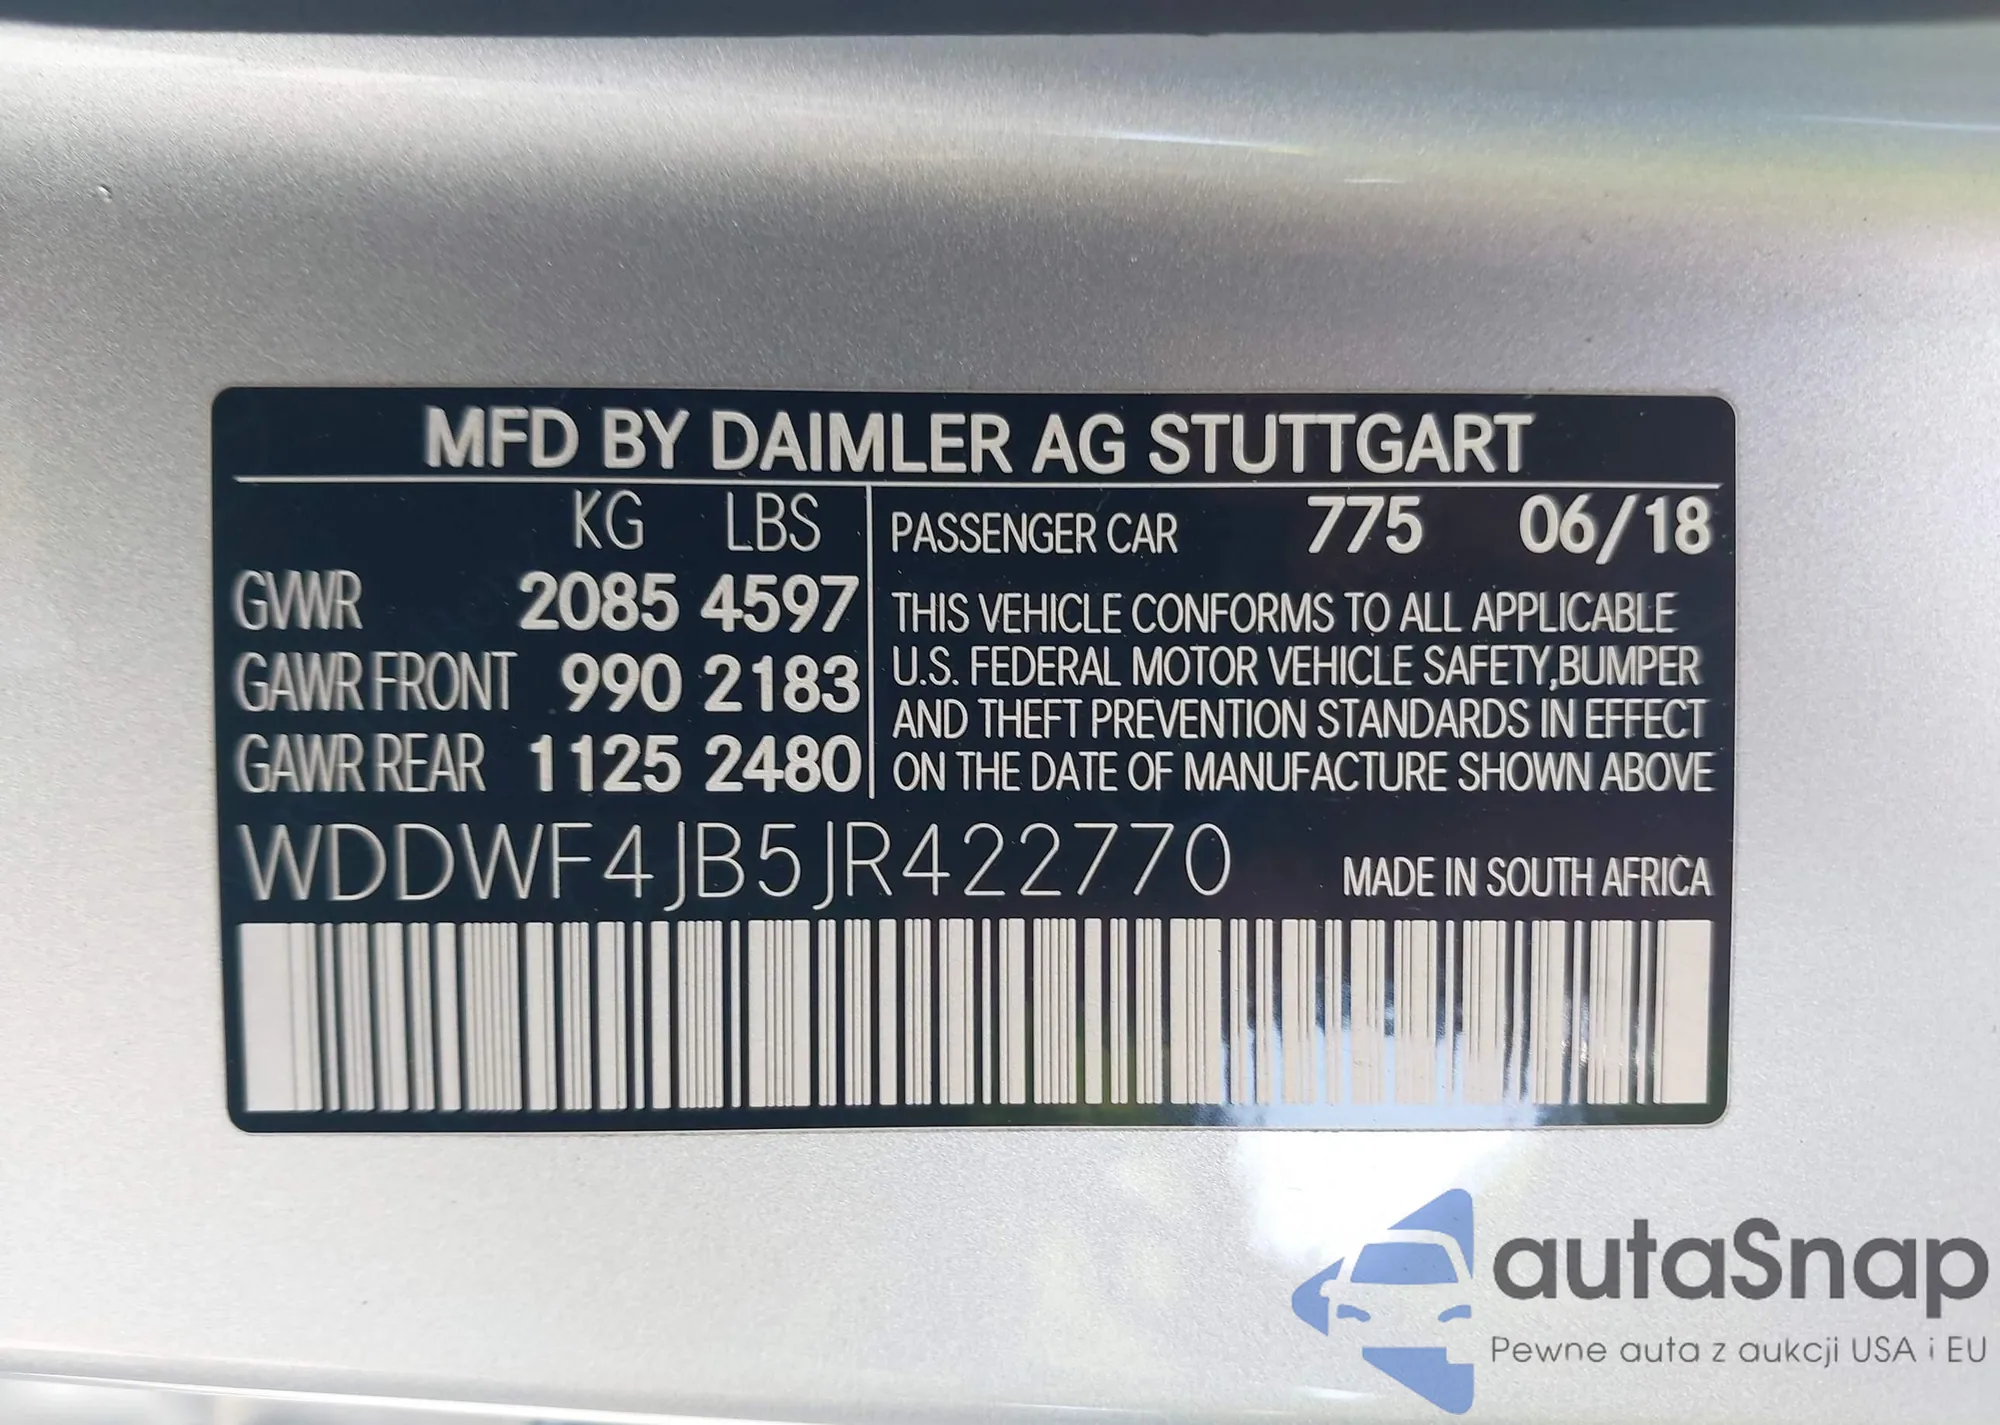 MFD BY DAIMLER AG STUTTGART
KG LBS
GVWR 2085 4597
GAWR FRONT 990 2183
GAWR REAR 1125 2480
PASSENGER CAR 775 06/18
THIS VEHICLE CONFORMS TO ALL APPLICABLE
U.S. FEDERAL MOTOR VEHICLE SAFETY,BUMPER
AND THEFT PREVENTION STANDARDS IN EFFECT
ON THE DATE OF MANUFACTURE SHOWN ABOVE
WDDWF4JB5JR422770
MADE IN SOUTH AFRICA
autaSnap
Pewne auta z aukcji USA i EU